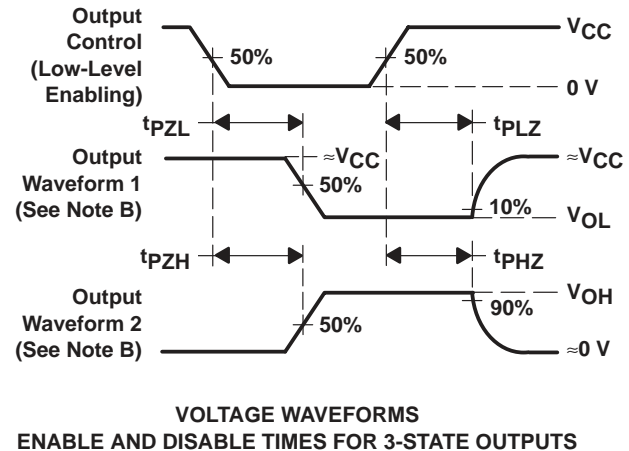 Output
Control
(Low-Level
Enabling)
50%
50%
VCC
0 V
tPZL
tPLZ
Output
Waveform 1
(See Note B)
≈VCC
50%
≈VCC
10%
VOL
tPZH
tPHZ
Output
Waveform 2
(See Note B)
50%
VOH
90%
≈0 V
VOLTAGE WAVEFORMS
ENABLE AND DISABLE TIMES FOR 3-STATE OUTPUTS